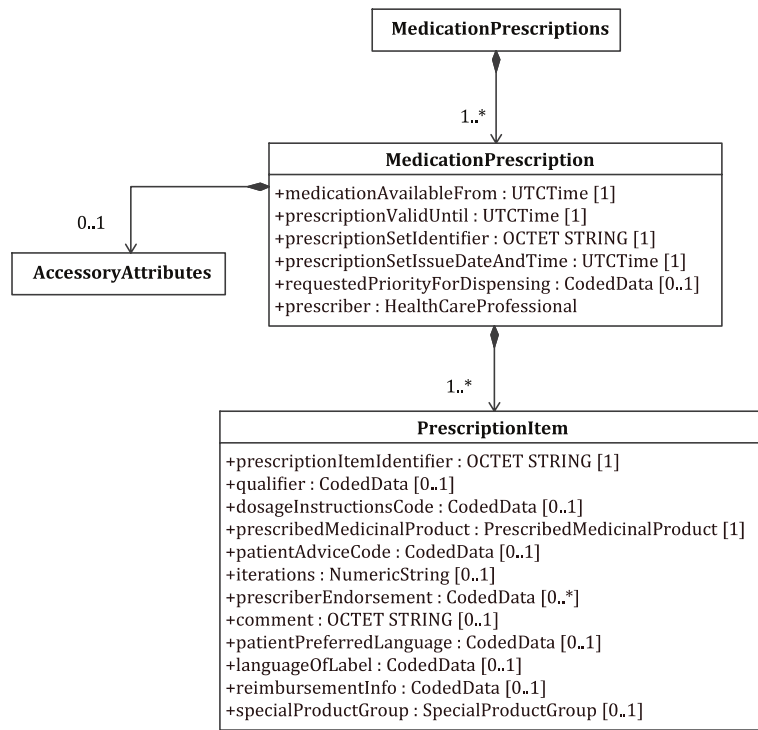 MedicationPrescriptions
1..*
MedicationPrescription
+medicationAvailableFrom : UTCTime [1]
+prescriptionValidUntil : UTCTime [1]
+prescriptionSetIdentifier : OCTET STRING [1]
+prescriptionSetIssueDateAndTime : UTCTime [1]
+requestedPriorityForDispensing : CodedData [0..1]
+prescriber : HealthCareProfessional
0..1
AccessoryAttributes
1..*
PrescriptionItem
+prescriptionItemIdentifier : OCTET STRING [1]
+qualifier : CodedData [0..1]
+dosageInstructionsCode : CodedData [0..1]
+prescribedMedicinalProduct : PrescribedMedicinalProduct [1]
+patientAdviceCode : CodedData [0..1]
+iterations : NumericString [0..1]
+prescriberEndorsement : CodedData [0..*]
+comment : OCTET STRING [0..1]
+patientPreferredLanguage : CodedData [0..1]
+languageOfLabel : CodedData [0..1]
+reimbursementInfo : CodedData [0..1]
+specialProductGroup : SpecialProductGroup [0..1]